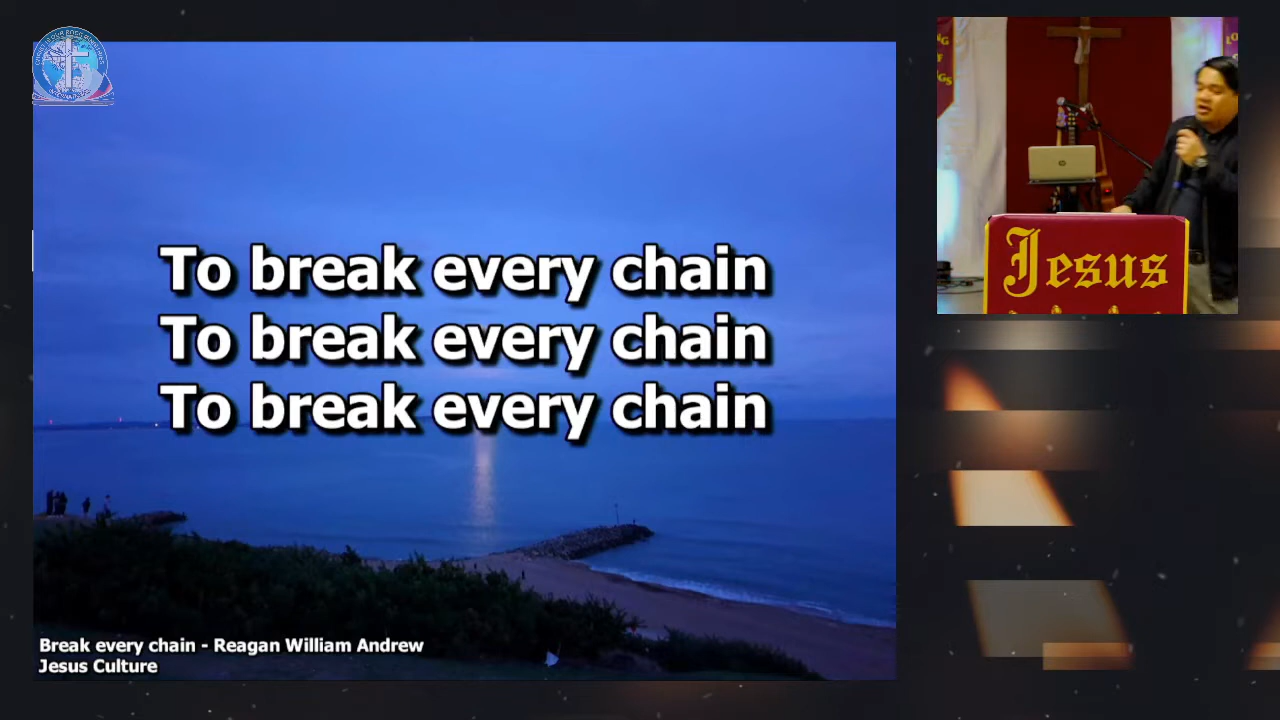 To break every chain
To break every chain
To break every chain
Break every chain - Reagan William Andrew
Jesus Culture
Jesus